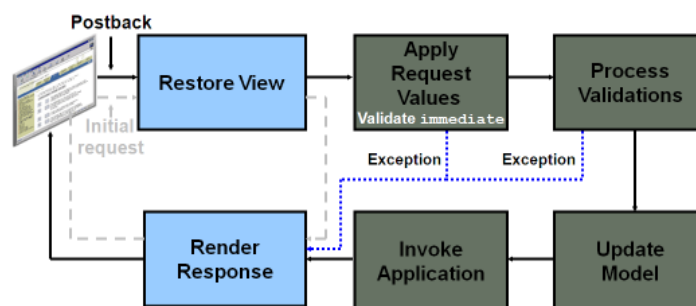 Postback
Restore View
Apply
Request
Values
Validate immediate
Process
Validations
Initial
request
Exception
Exception
Render
Response
Invoke
Application
Update
Model